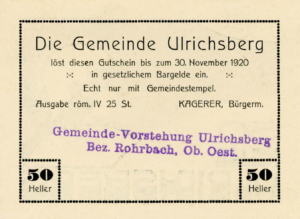 Die Gemeinde Ulrichsberg
löst diesen Gutschein bis zum 30. November 1920
in gesetzlichem Bargelde ein.
Echt nur mit Gemeindestempel.
Ausgabe röm. IV 25 St. KAGERER, Bürgerm.
Gemeinde-Vorstehung Ulrichsberg
Bez. Rohrbach, Ob. Oest.
50 50
Heller Heller